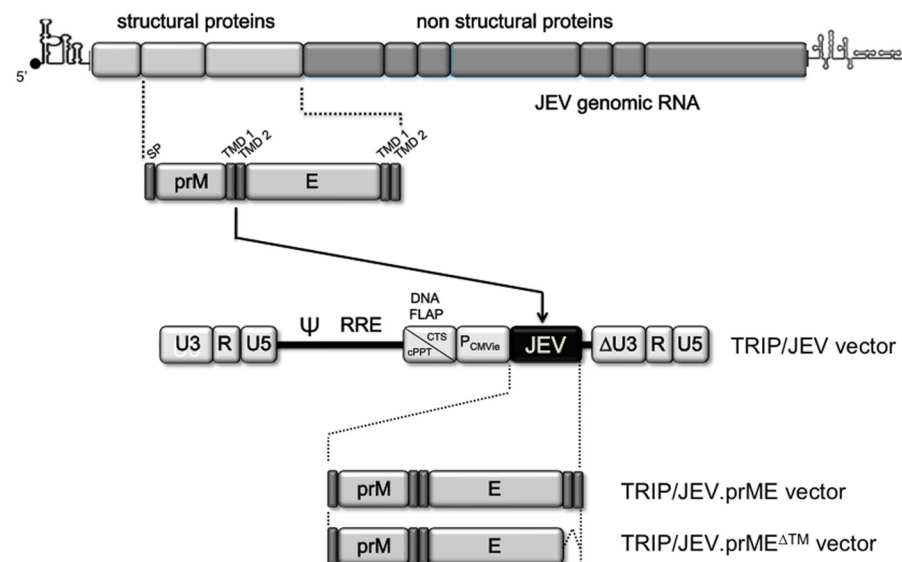 structural proteins
non structural proteins
5'
JEV genomic RNA
SP
TMD 1
TMD 2
TMD 1
TMD 2
prM
E
DNA
FLAP
Ψ
RRE
U3
R
U5
cPPT
CTS
PCMVie
JEV
ΔU3
R
U5
TRIP/JEV vector
prM
E
TRIP/JEV.prME vector
prM
E
TRIP/JEV.prMEΔTM vector